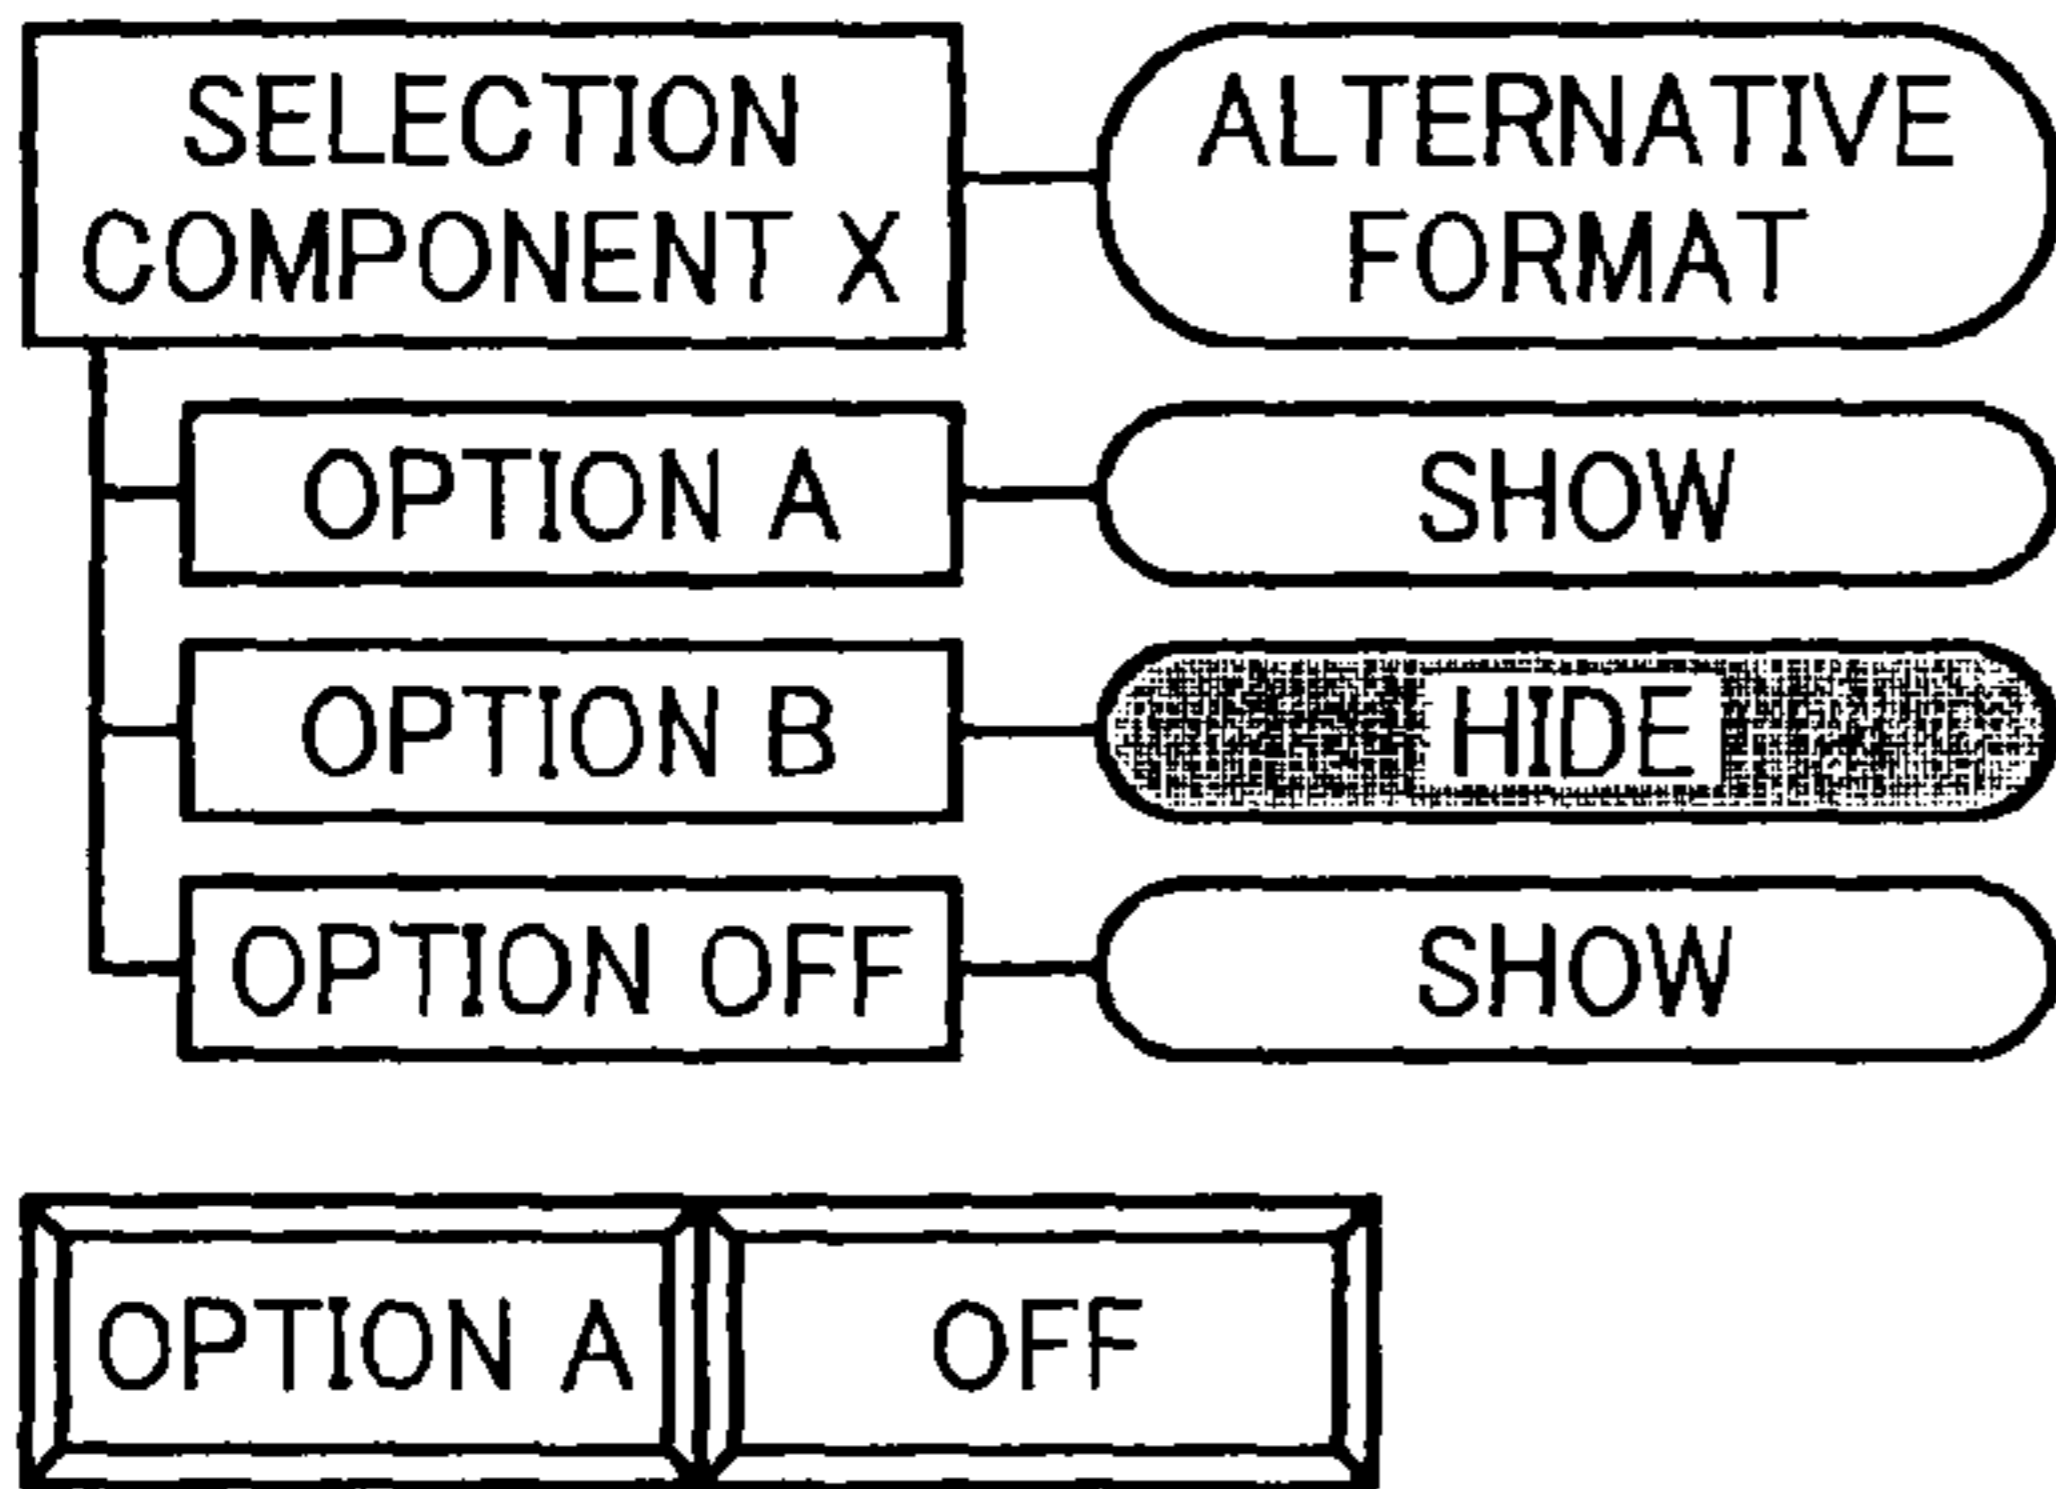 SELECTION
COMPONENT X
ALTERNATIVE
FORMAT
OPTION A
SHOW
OPTION B
HIDE
OPTION OFF
SHOW
OPTION A
OFF